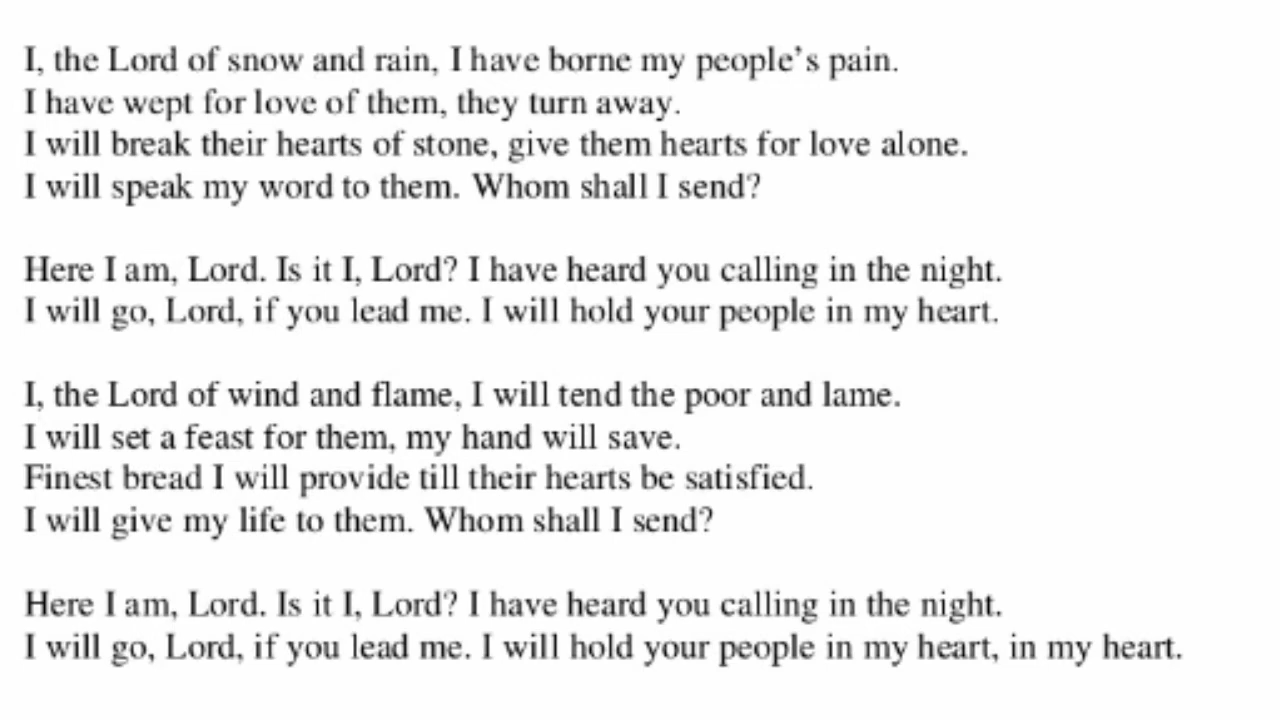 I, the Lord of snow and rain, I have borne my people's pain.
I have wept for love of them, they turn away.
I will break their hearts of stone, give them hearts for love alone.
I will speak my word to them. Whom shall I send?
Here I am, Lord. Is it I, Lord? I have heard you calling in the night.
I will go, Lord, if you lead me. I will hold your people in my heart.
I, the Lord of wind and flame, I will tend the poor and lame.
I will set a feast for them, my hand will save.
Finest bread I will provide till their hearts be satisfied.
I will give my life to them. Whom shall I send?
Here I am, Lord. Is it I, Lord? I have heard you calling in the night.
I will go, Lord, if you lead me. I will hold your people in my heart, in my heart.